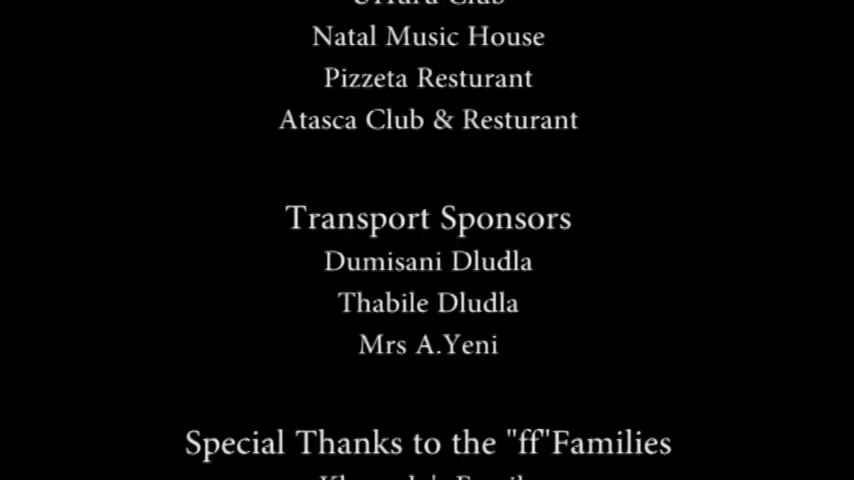 Club
Natal Music House
Pizzeta Resturant
Atasca Club & Resturant
Transport Sponsors
Dumisani Dludla
Thabile Dludla
Mrs A.Yeni
Special Thanks to the "ff"Families